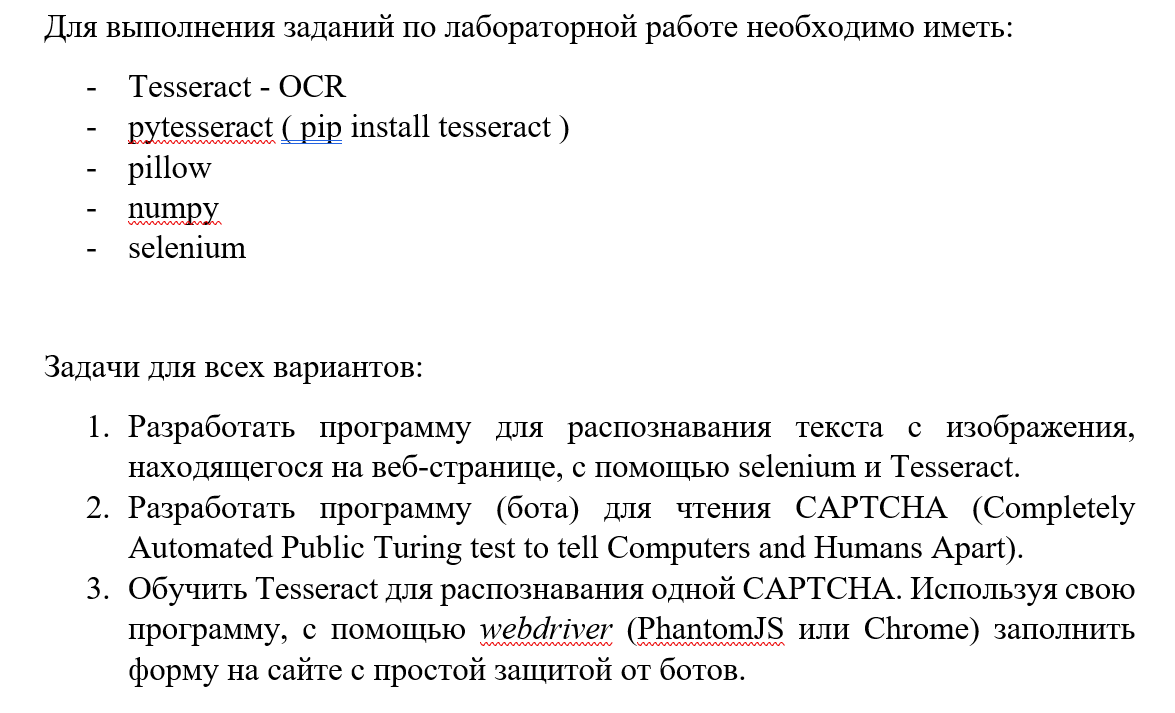 Для выполнения заданий по лабораторной работе необходимо иметь:
- Tesseract - OCR
- pytesseract ( pip install tesseract )
- pillow
- numpy
- selenium
Задачи для всех вариантов:
1. Разработать программу для распознавания текста с изображения,
находящегося на веб-странице, с помощью selenium и Tesseract.
2. Разработать программу (бота) для чтения CAPTCHA (Completely
Automated Public Turing test to tell Computers and Humans Apart).
3. Обучить Tesseract для распознавания одной CAPTCHA. Используя свою
программу, с помощью webdriver (PhantomJS или Chrome) заполнить
форму на сайте с простой защитой от ботов.